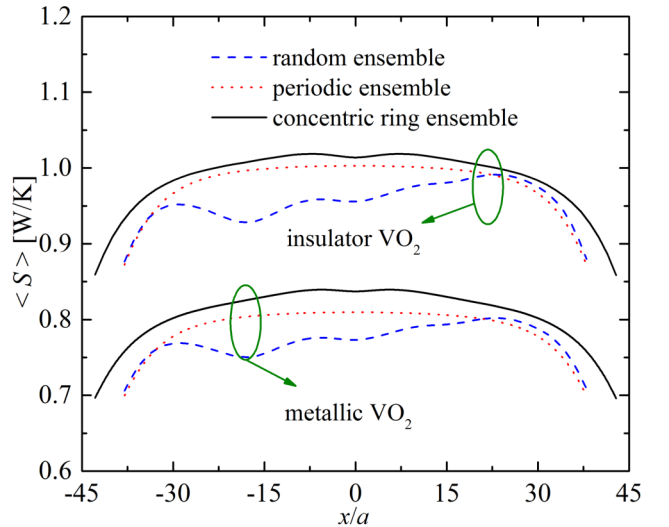 1.2
1.1
1.0
0.9
0.8
0.7
0.6
< S > [W/K]
random ensemble
periodic ensemble
concentric ring ensemble
insulator VO₂
metallic VO₂
-45 -30 -15 0 15 30 45
x/a